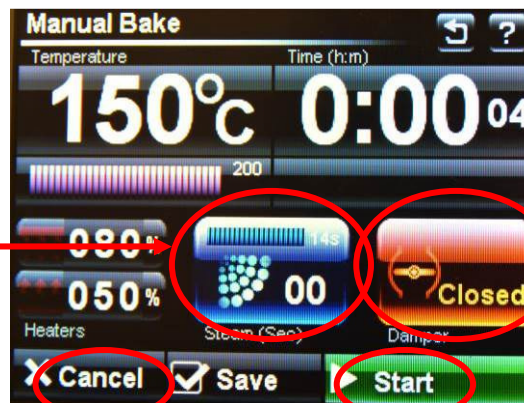 Manual Bake
?
Temperature
Time (h:m)
150°C
0:00 04
200
080%
14s
050%
00
Closed
Heaters
Steam (Sec)
Damper
Cancel
Save
Start